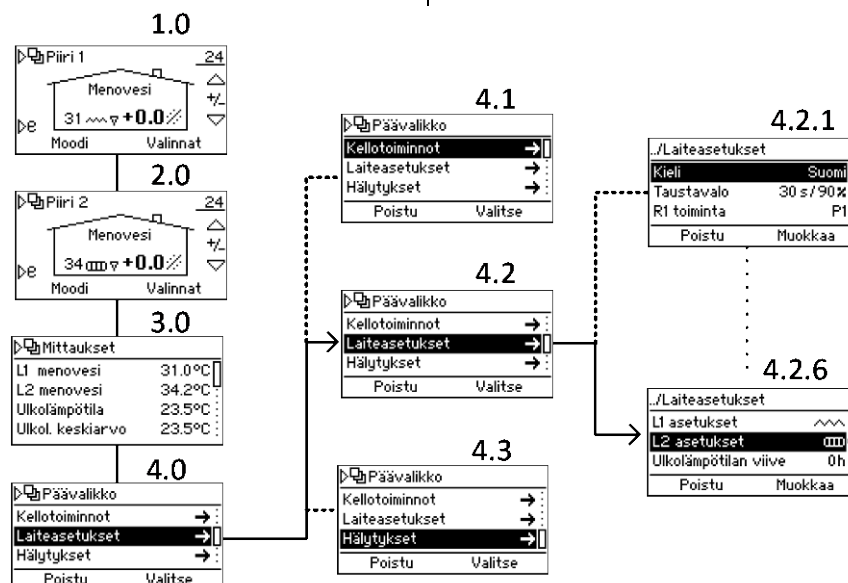 1.0
Piiri 1 24
Menovesi
31 +0.0
+/-
e
Moodi Valinnat
2.0
Piiri 2 24
Menovesi
34 +0.0
+/-
e
Moodi Valinnat
3.0
Mittaukset
L1 menovesi 31.0°C
L2 menovesi 34.2°C
Ulkolämpötila 23.5°C
Ulkol. keskiarvo 23.5°C
4.0
Päävalikko
Kellotoiminnot →
Laiteasetukset →
Hälytykset →
Poistu Valitse
4.1
Päävalikko
Kellotoiminnot →
Laiteasetukset →
Hälytykset →
Poistu Valitse
4.2
Päävalikko
Kellotoiminnot →
Laiteasetukset →
Hälytykset →
Poistu Valitse
4.3
Päävalikko
Kellotoiminnot →
Laiteasetukset →
Hälytykset →
Poistu Valitse
4.2.1
../Laiteasetukset
Kieli Suomi
Taustavalo 30 s/90%
R1 toiminta P1
Poistu Muokkaa
4.2.6
../Laiteasetukset
L1 asetukset
L2 asetukset
Ulkolämpötilan viive 0h
Poistu Muokkaa